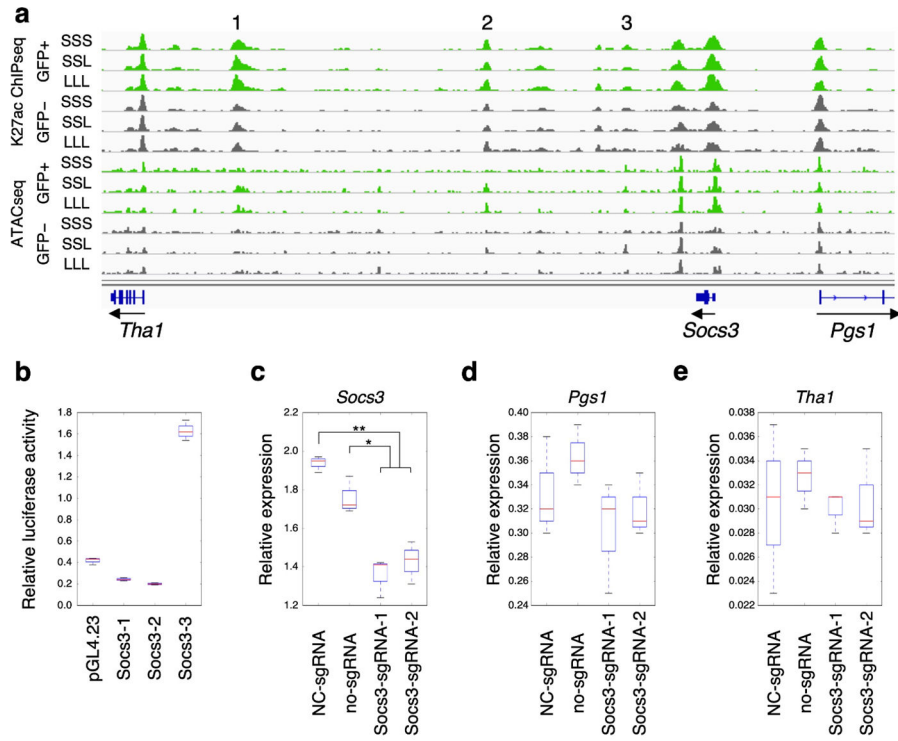 a
1 2 3
K27ac ChIPseq
GFP+
SSS
SSL
LLL
GFP−
SSS
SSL
LLL
ATACseq
GFP+
SSS
SSL
LLL
GFP−
SSS
SSL
LLL
Tha1 Socs3 Pgs1
b
Relative luciferase activity
1.8
1.6
1.4
1.2
1.0
0.8
0.6
0.4
0.2
0.0
pGL4.23
Socs3-1
Socs3-2
Socs3-3
c
Socs3
Relative expression
2.2
2.0
1.8
1.6
1.4
1.2
**
*
NC-sgRNA
no-sgRNA
Socs3-sgRNA-1
Socs3-sgRNA-2
d
Pgs1
Relative expression
0.40
0.38
0.36
0.34
0.32
0.30
0.28
0.26
0.24
NC-sgRNA
no-sgRNA
Socs3-sgRNA-1
Socs3-sgRNA-2
e
Tha1
Relative expression
0.038
0.036
0.034
0.032
0.030
0.028
0.026
0.024
0.022
NC-sgRNA
no-sgRNA
Socs3-sgRNA-1
Socs3-sgRNA-2